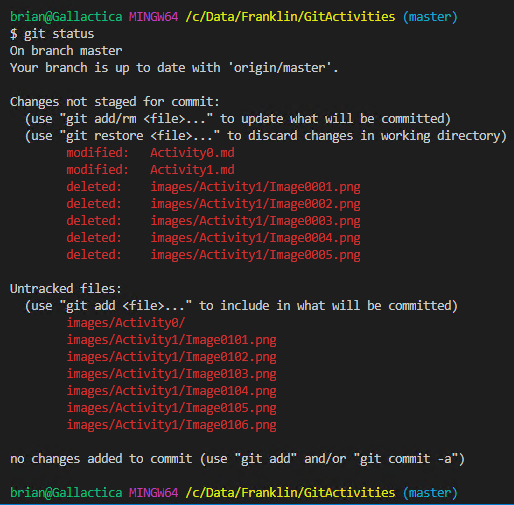 brian@Gallactica MINGW64 /c/Data/Franklin/GitActivities (master)
$ git status
On branch master
Your branch is up to date with 'origin/master'.

Changes not staged for commit:
  (use "git add/rm <file>..." to update what will be committed)
  (use "git restore <file>..." to discard changes in working directory)
        modified:   Activity0.md
        modified:   Activity1.md
        deleted:    images/Activity1/Image0001.png
        deleted:    images/Activity1/Image0002.png
        deleted:    images/Activity1/Image0003.png
        deleted:    images/Activity1/Image0004.png
        deleted:    images/Activity1/Image0005.png

Untracked files:
  (use "git add <file>..." to include in what will be committed)
        images/Activity0/
        images/Activity1/Image0101.png
        images/Activity1/Image0102.png
        images/Activity1/Image0103.png
        images/Activity1/Image0104.png
        images/Activity1/Image0105.png
        images/Activity1/Image0106.png

no changes added to commit (use "git add" and/or "git commit -a")

brian@Gallactica MINGW64 /c/Data/Franklin/GitActivities (master)